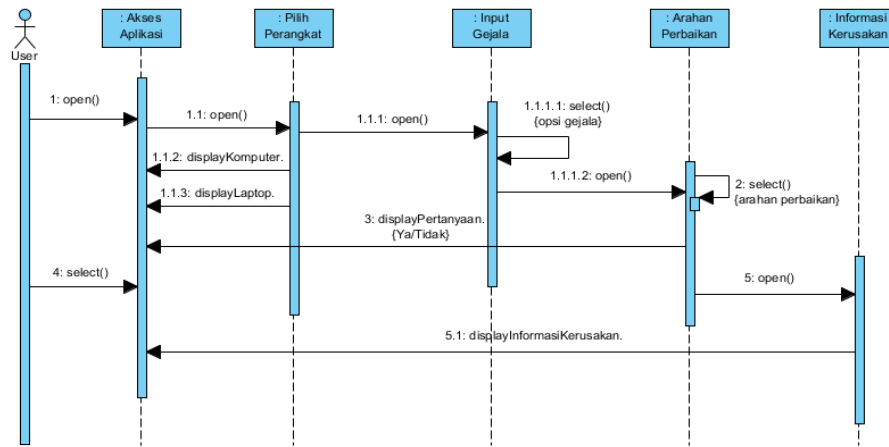 : Akses
Aplikasi
: Pilih
Perangkat
: Input
Gejala
: Arahan
Perbaikan
: Informasi
Kerusakan
User
1: open()
1.1: open()
1.1.1: open()
1.1.1.1: select()
{opsi gejala}
1.1.2: displayKomputer.
1.1.3: displayLaptop.
1.1.1.2: open()
2: select()
{arahan perbaikan}
3: displayPertanyaan.
{Ya/Tidak}
4: select()
5: open()
5.1: displayInformasiKerusakan.